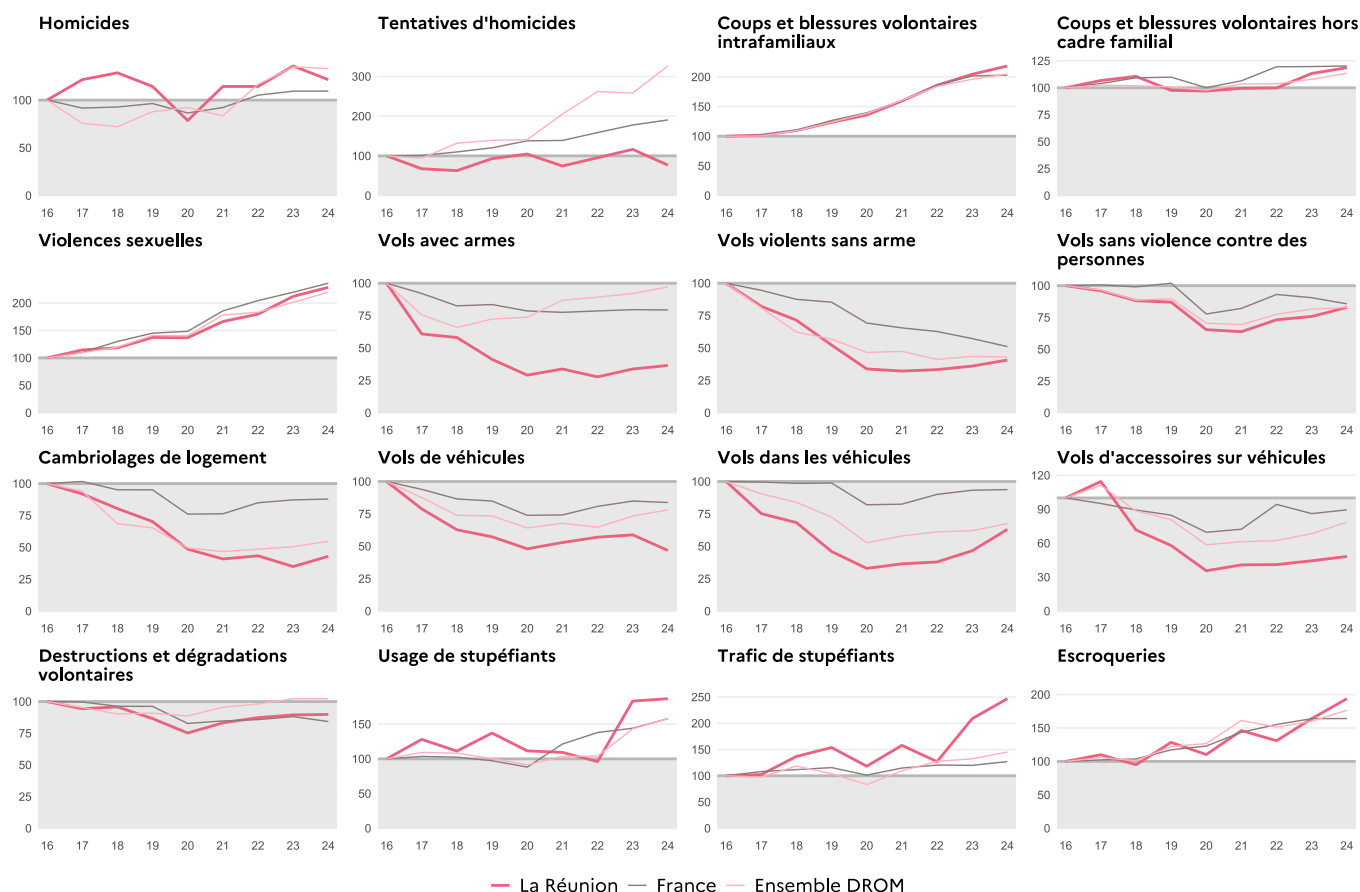 Homicides
100
50
0
16 17 18 19 20 21 22 23 24
Tentatives d'homicides
300
200
100
0
16 17 18 19 20 21 22 23 24
Coups et blessures volontaires
intrafamiliaux
200
150
100
50
0
16 17 18 19 20 21 22 23 24
Coups et blessures volontaires hors
cadre familial
125
100
75
50
25
0
16 17 18 19 20 21 22 23 24
Violences sexuelles
200
150
100
50
0
16 17 18 19 20 21 22 23 24
Vols avec armes
100
75
50
25
0
16 17 18 19 20 21 22 23 24
Vols violents sans arme
100
75
50
25
0
16 17 18 19 20 21 22 23 24
Vols sans violence contre des
personnes
100
75
50
25
0
16 17 18 19 20 21 22 23 24
Cambriolages de logement
100
75
50
25
0
16 17 18 19 20 21 22 23 24
Vols de véhicules
100
75
50
25
0
16 17 18 19 20 21 22 23 24
Vols dans les véhicules
100
75
50
25
0
16 17 18 19 20 21 22 23 24
Vols d'accessoires sur véhicules
120
90
60
30
0
16 17 18 19 20 21 22 23 24
Destructions et dégradations
volontaires
100
75
50
25
0
16 17 18 19 20 21 22 23 24
Usage de stupéfiants
150
100
50
0
16 17 18 19 20 21 22 23 24
Trafic de stupéfiants
250
200
150
100
50
0
16 17 18 19 20 21 22 23 24
Escroqueries
200
150
100
50
0
16 17 18 19 20 21 22 23 24
La Réunion France Ensemble DROM